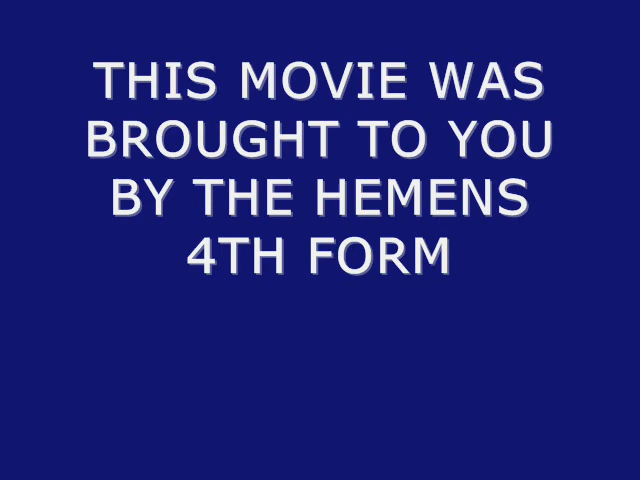 THIS MOVIE WAS
BROUGHT TO YOU
BY THE HEMENS
4TH FORM